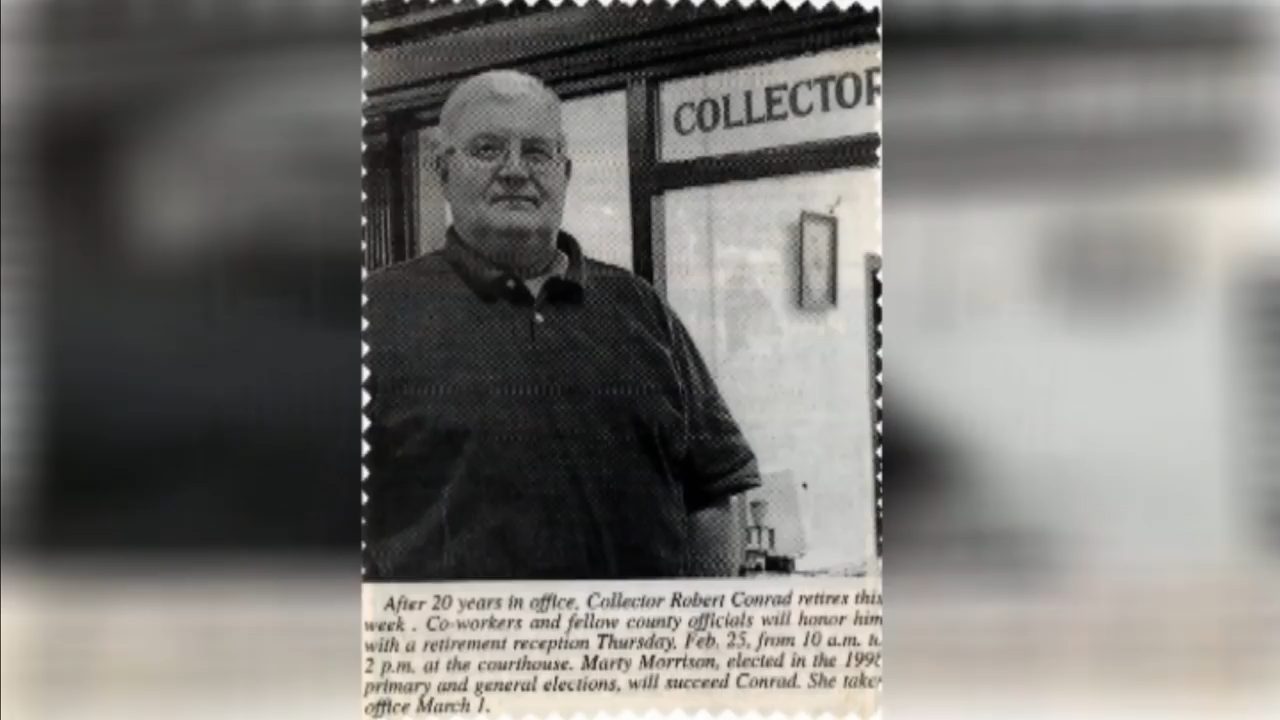 COLLECTOR
After 20 years in office, Collector Robert Conrad retires this
week . Co-workers and fellow county officials will honor him
with a retirement reception Thursday, Feb. 25, from 10 a.m. t
2 p.m. at the courthouse. Marty Morrison, elected in the 1998
primary and general elections, will succeed Conrad. She take
office March 1.